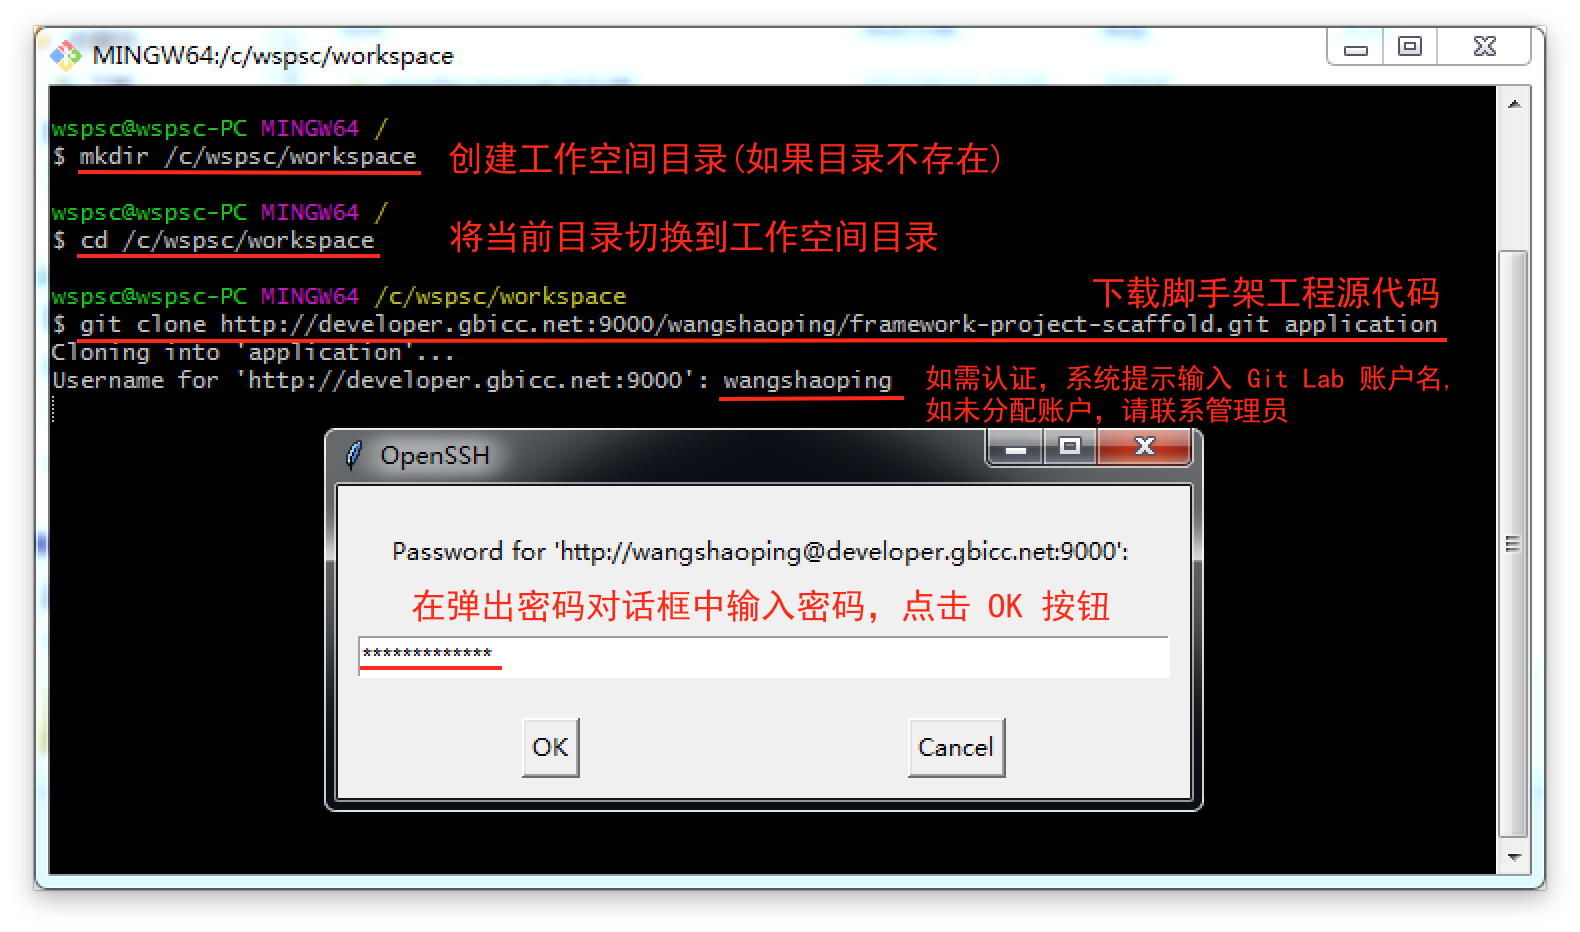 MINGW64:/c/wspsc/workspace
wspsc@wspsc-PC MINGW64 /
$ mkdir /c/wspsc/workspace 创建工作空间目录(如果目录不存在)
wspsc@wspsc-PC MINGW64 /
$ cd /c/wspsc/workspace 将当前目录切换到工作空间目录
wspsc@wspsc-PC MINGW64 /c/wspsc/workspace 下载脚手架工程源代码
$ git clone http://developer.gbicc.net:9000/wangshaoping/framework-project-scaffold.git application
Cloning into 'application'...
Username for 'http://developer.gbicc.net:9000': wangshaoping 如需认证，系统提示输入 Git Lab 账户名,
如未分配账户，请联系管理员
OpenSSH
Password for 'http://wangshaoping@developer.gbicc.net:9000':
在弹出密码对话框中输入密码，点击 OK 按钮
*************
OK Cancel